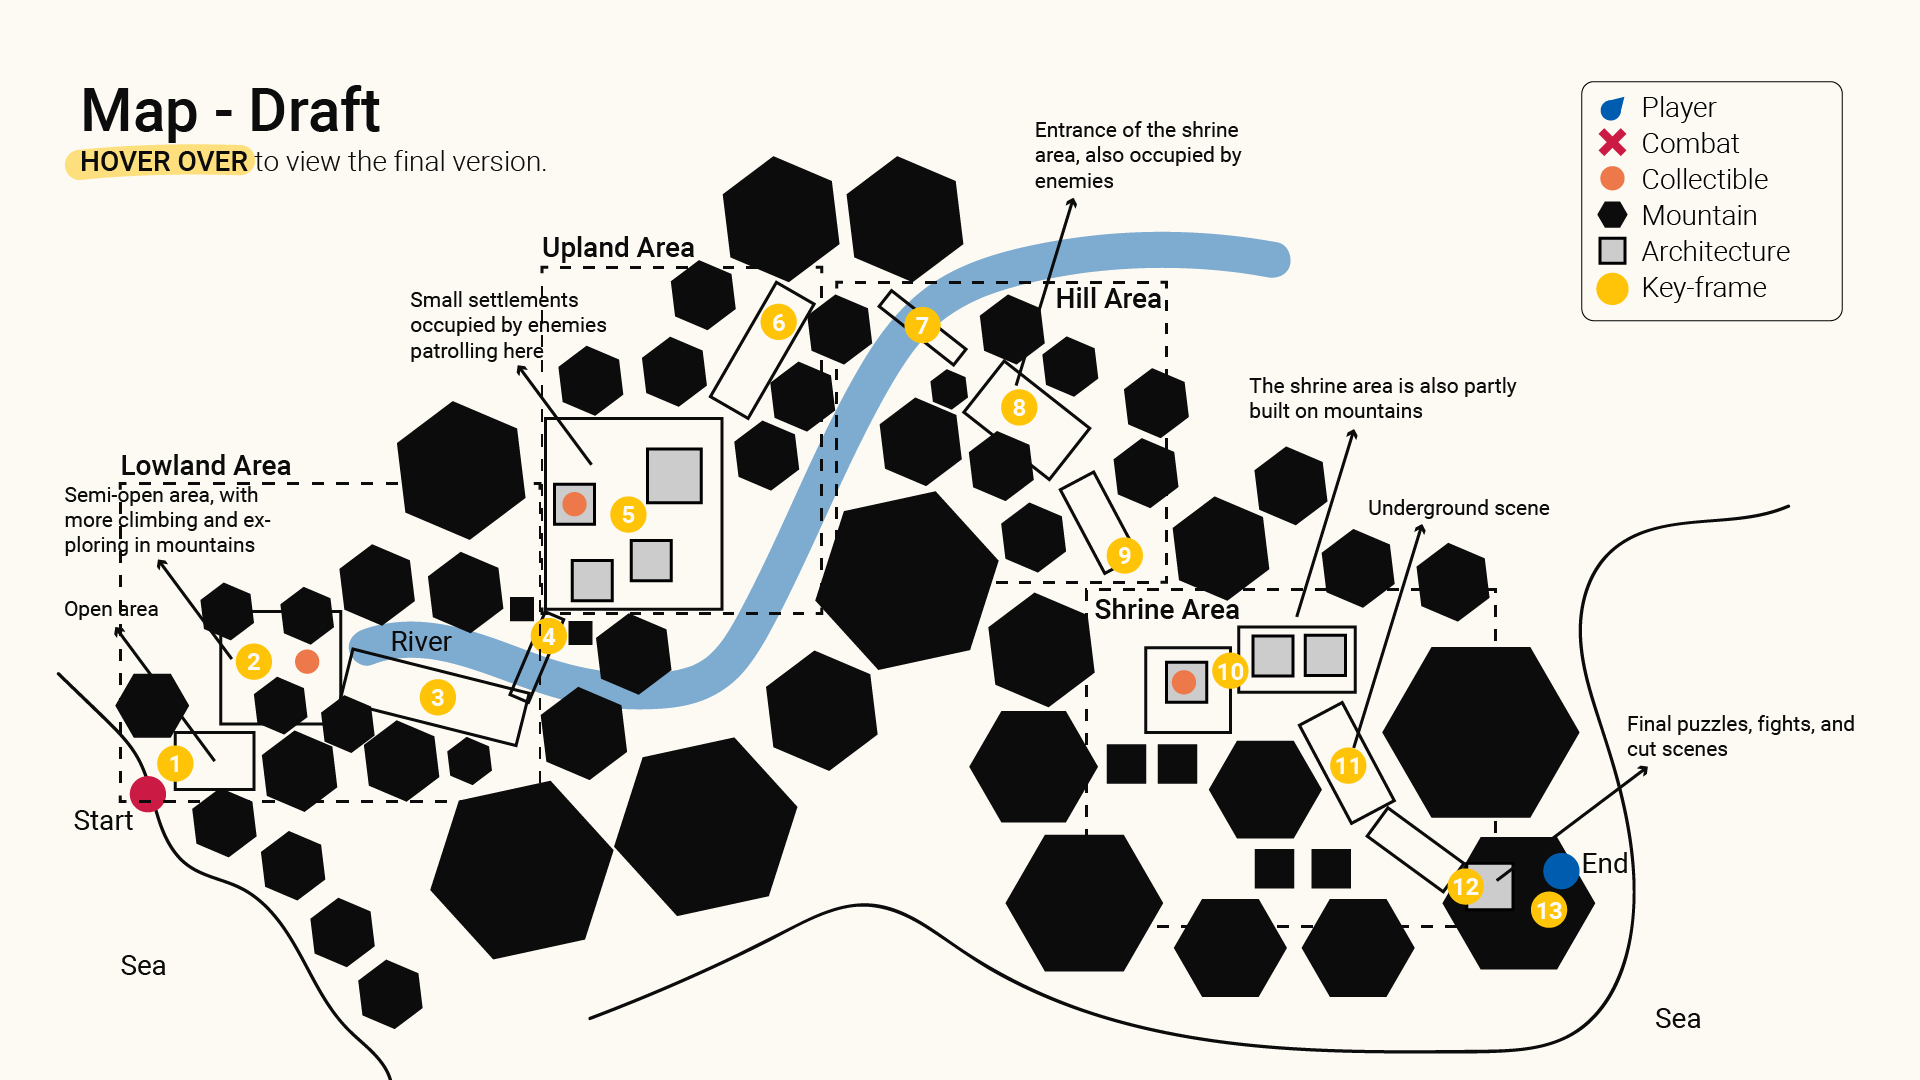 Map - Draft
HOVER OVER to view the final version.
Player
Combat
Collectible
Mountain
Architecture
Key-frame
Entrance of the shrine
area, also occupied by
enemies
Upland Area
Hill Area
Small settlements
occupied by enemies
patrolling here
6
7
8
The shrine area is also partly
built on mountains
Lowland Area
Semi-open area, with
more climbing and ex-
ploring in mountains
5
Underground scene
9
Open area
Shrine Area
River
4
2
3
10
1
11
Final puzzles, fights, and
cut scenes
Start
End
12
13
Sea
Sea